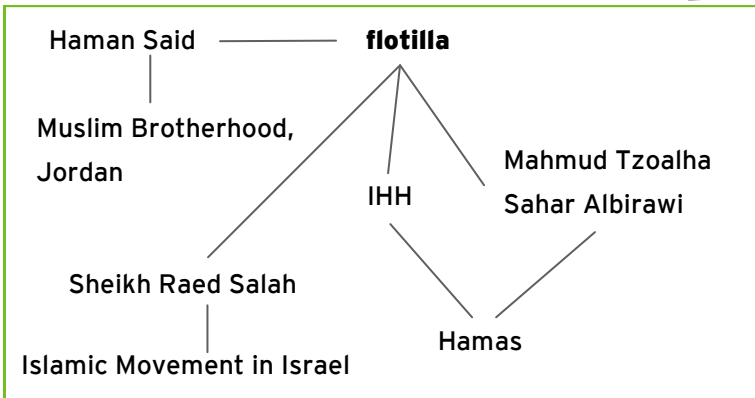 Haman Said
flotilla
Muslim Brotherhood,
Jordan
Mahmud Tzoalha
Sahar Albirawi
IHH
Sheikh Raed Salah
Islamic Movement in Israel
Hamas